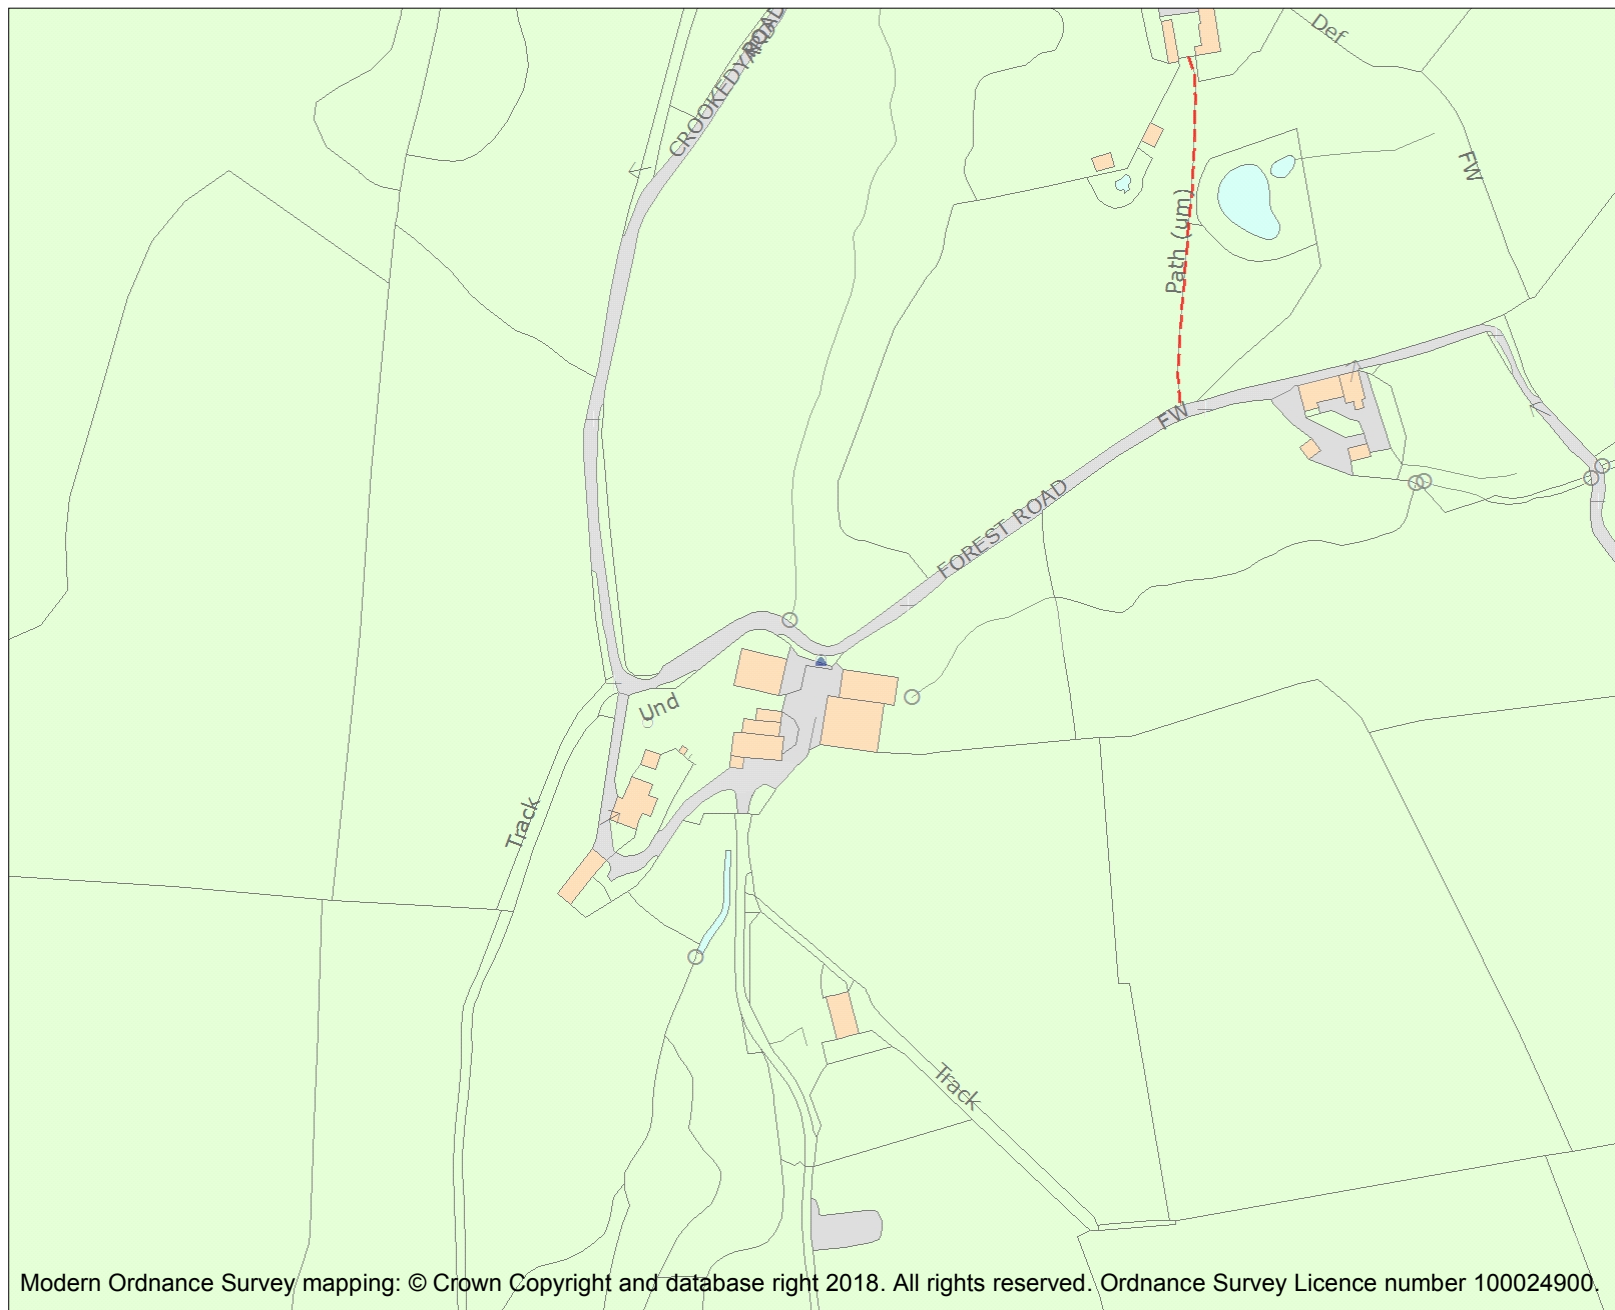 CROOKEDYARD ROAD
Def
FW
Path (um)
FW
FOREST ROAD
Und
Track
Track
Modern Ordnance Survey mapping: © Crown Copyright and database right 2018. All rights reserved. Ordnance Survey Licence number 100024900.